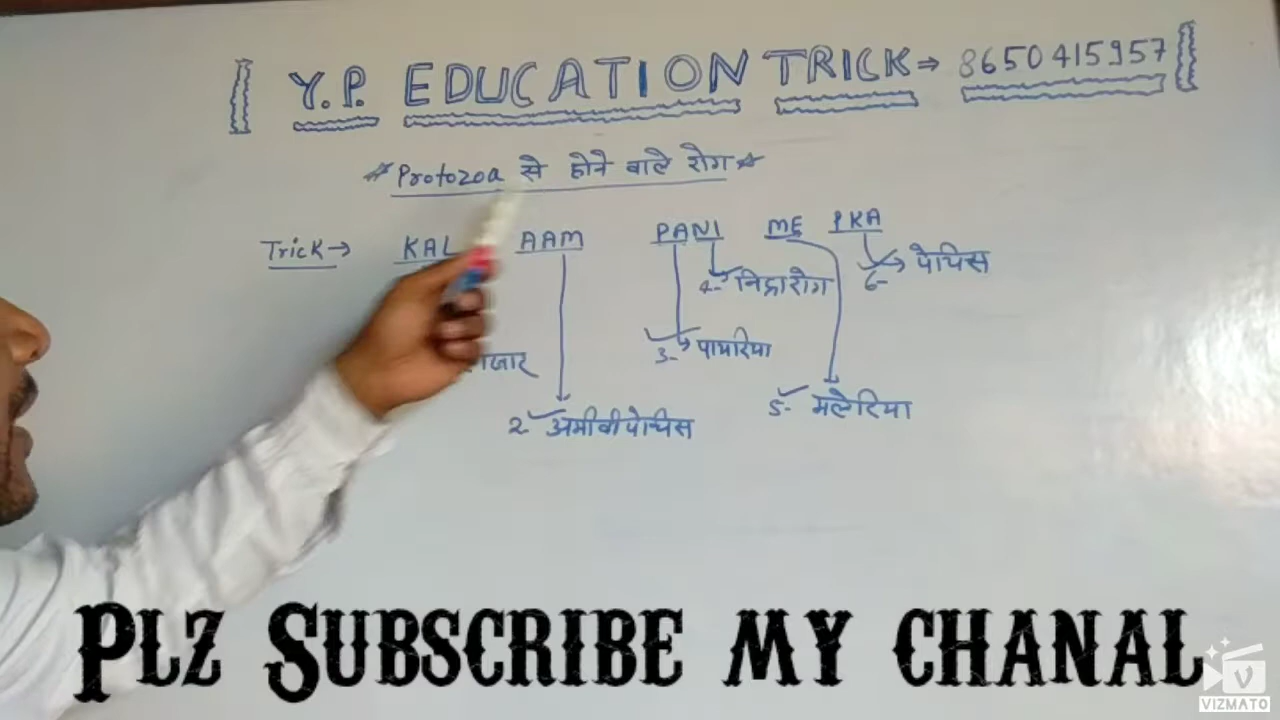 Y.P. EDUCATION TRICK → 8650415957
*Protozoa से होने वाले रोग*
Trick → KAL AAM PANI ME PKA
6- पेचिस
4- निद्रारोग
3- पायरिया
5- मलेरिया
2- अमीबीपेचिस
PLZ SUBSCRIBE MY CHANAL
V
VIZMATO